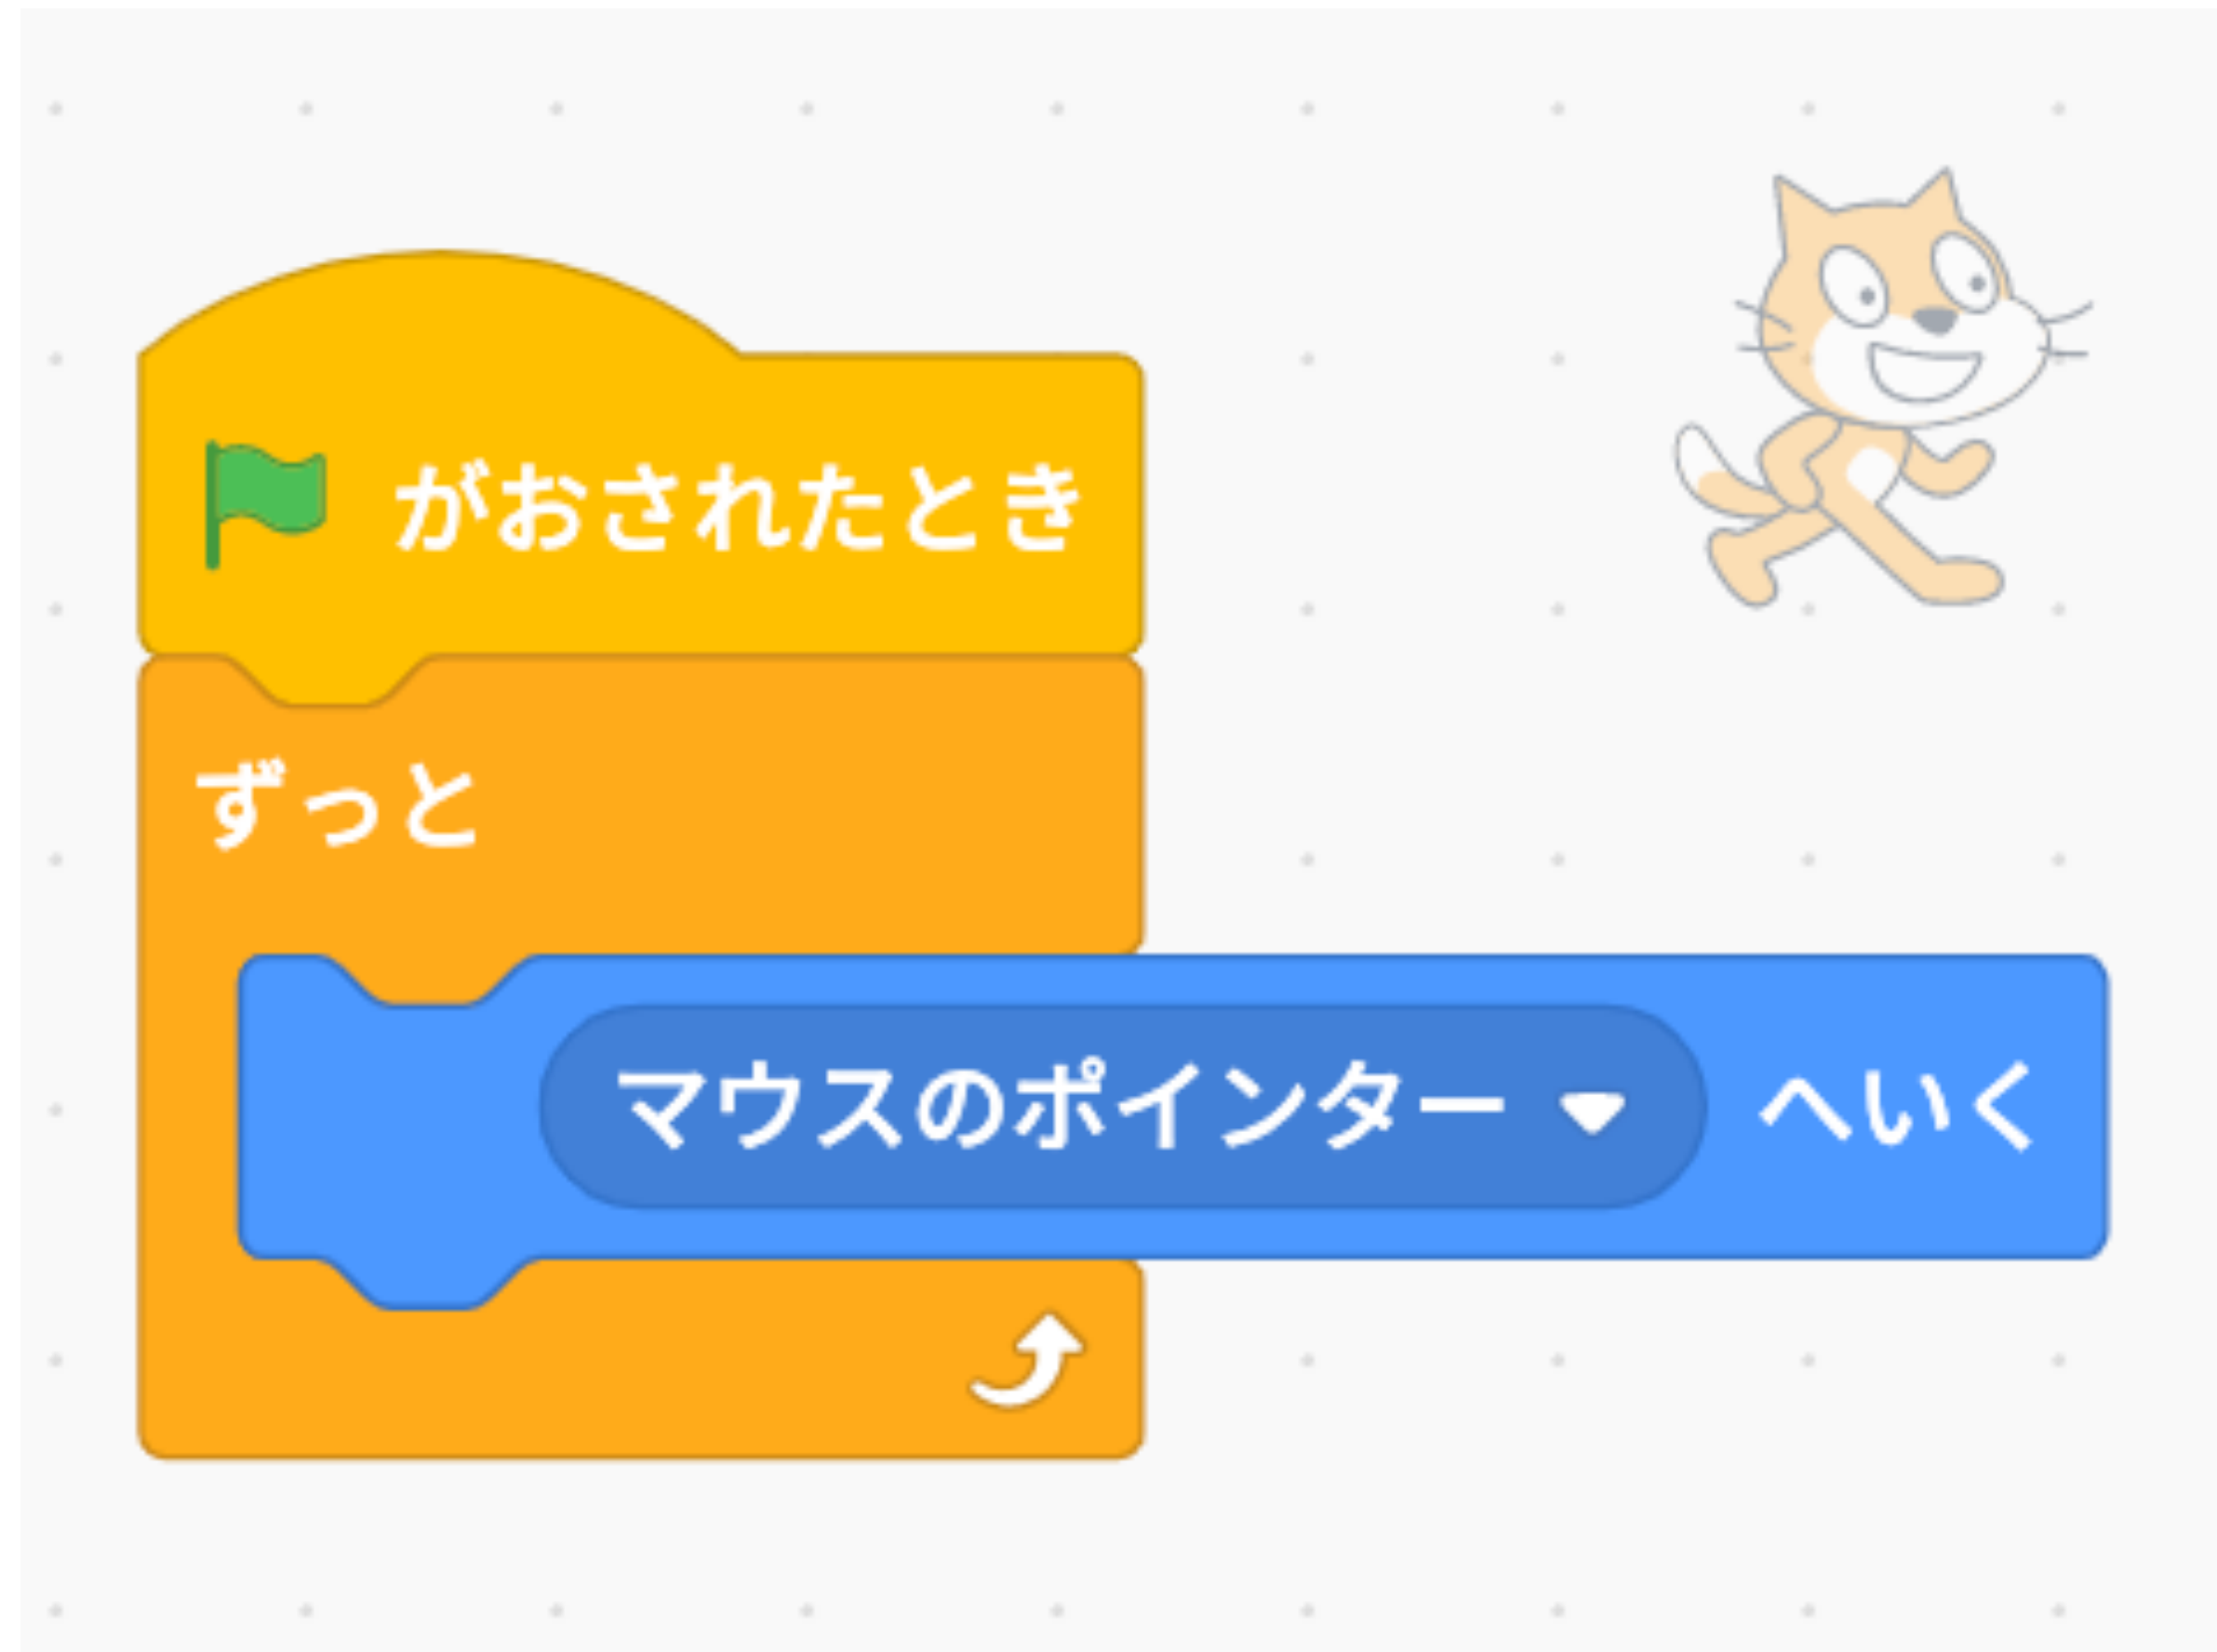 がおされたとき
ずっと
マウスのポインター へいく